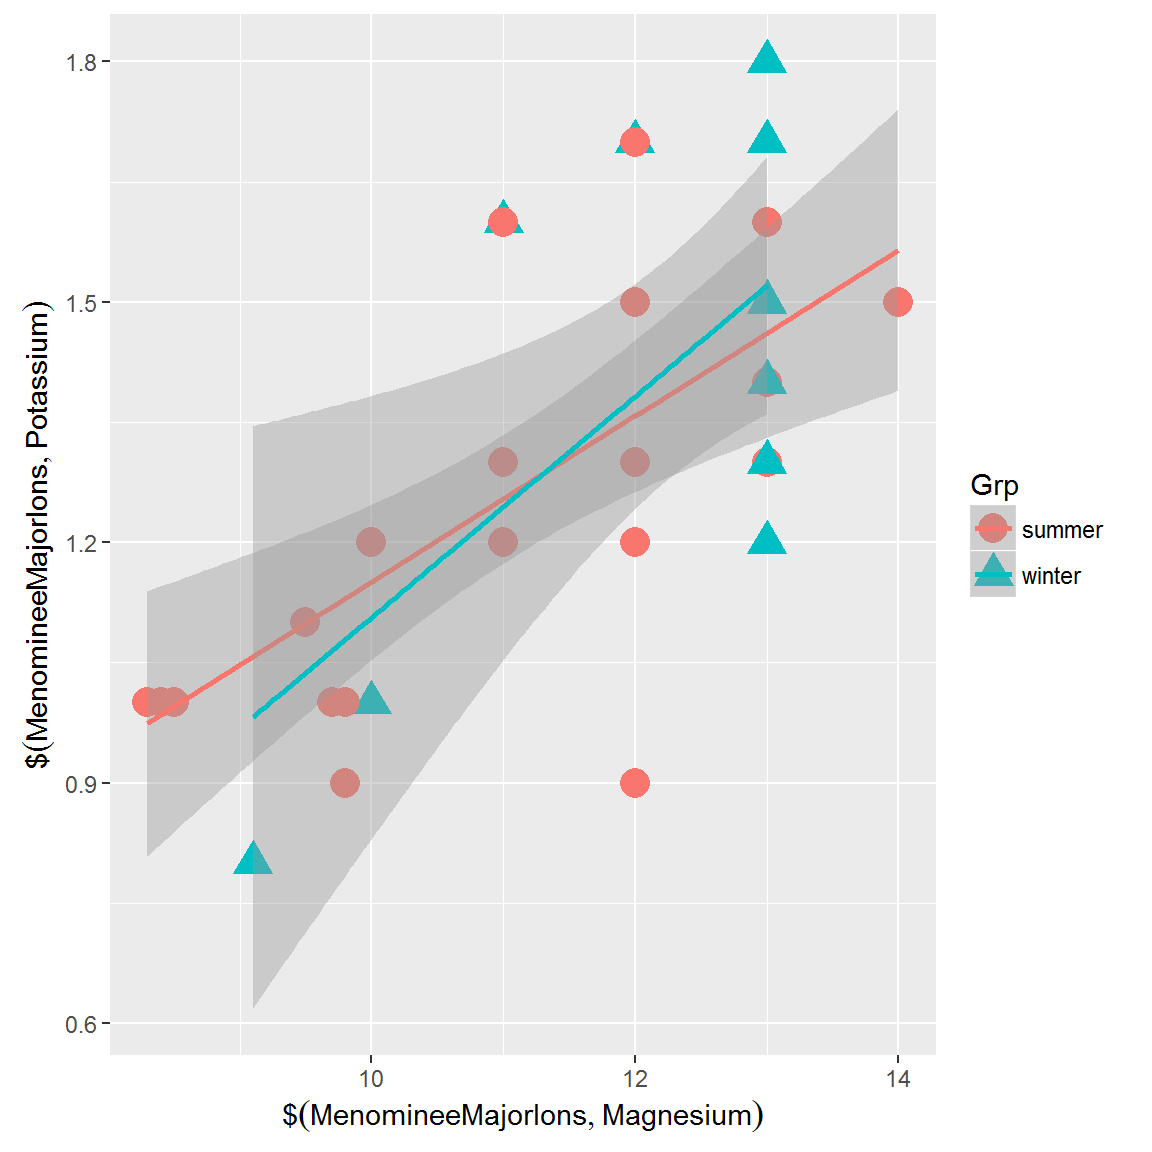 1.8
1.5
1.2
0.9
0.6
$(MenomineeMajorIons, Potassium)
10
12
14
$(MenomineeMajorIons, Magnesium)
Grp
summer
winter